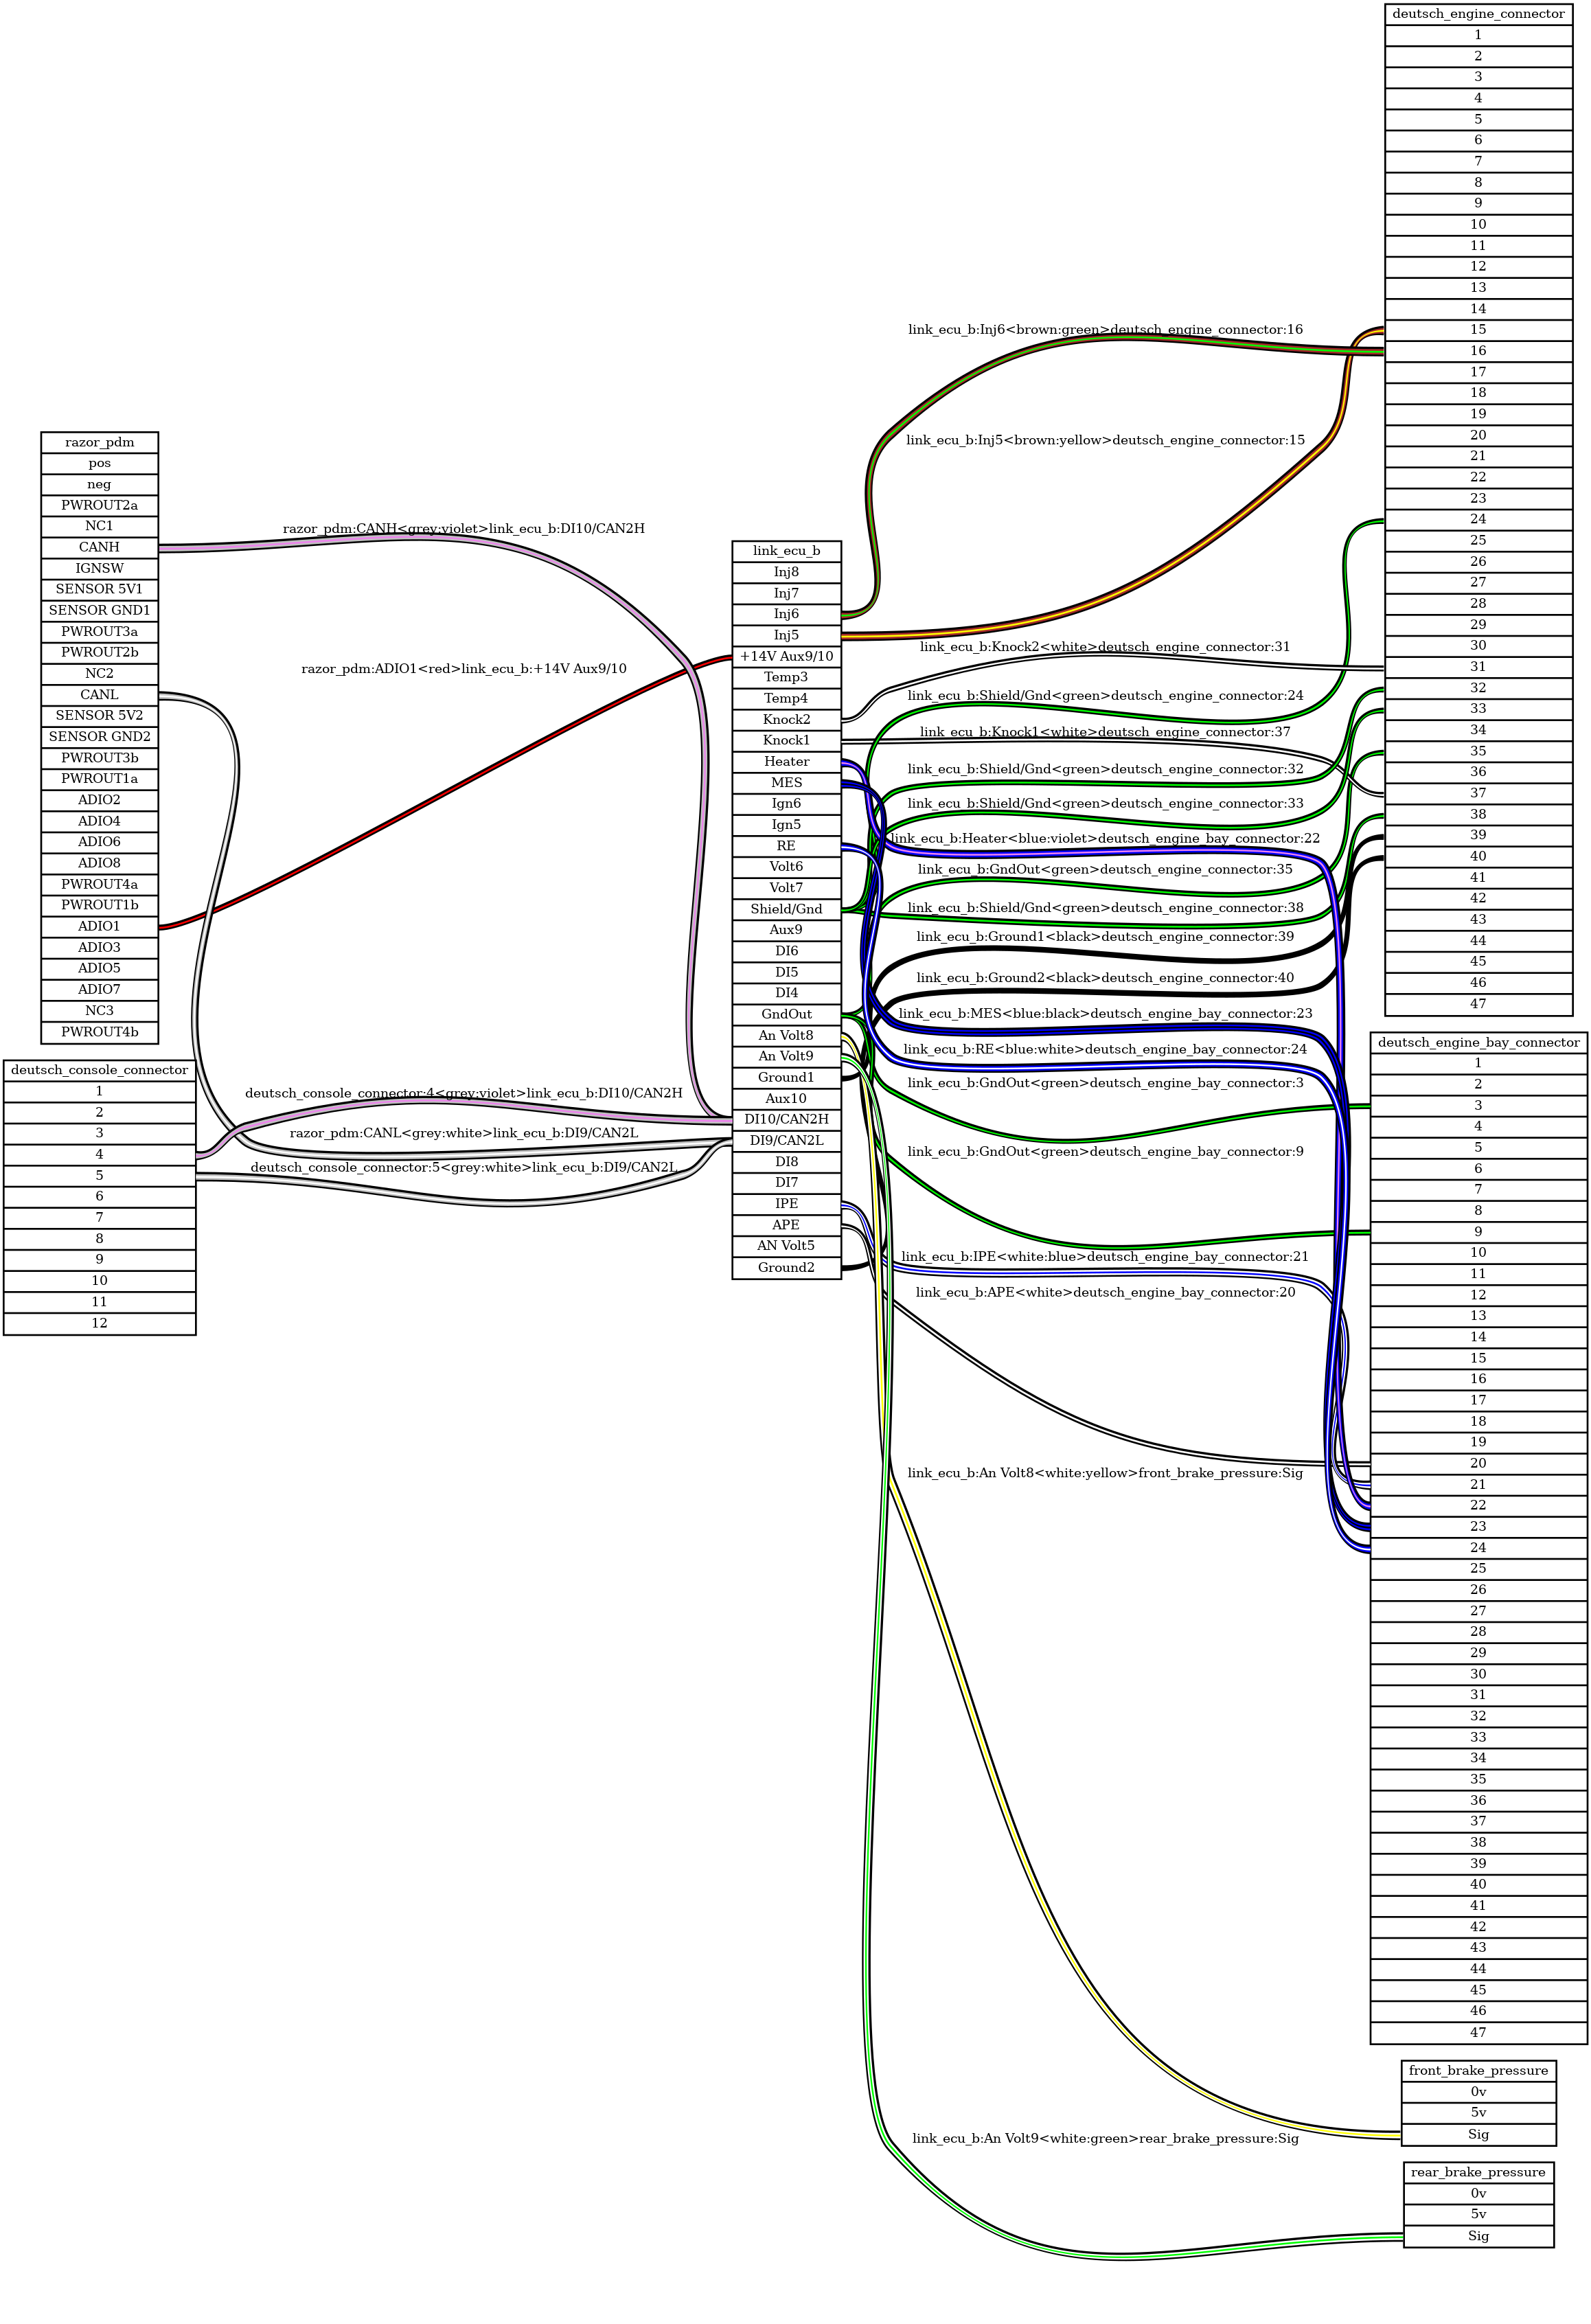 razor_pdm
pos
neg
PWROUT2a
NC1
CANH
IGNSW
SENSOR 5V1
SENSOR GND1
PWROUT3a
PWROUT2b
NC2
CANL
SENSOR 5V2
SENSOR GND2
PWROUT3b
PWROUT1a
ADIO2
ADIO4
ADIO6
ADIO8
PWROUT4a
PWROUT1b
ADIO1
ADIO3
ADIO5
ADIO7
NC3
PWROUT4b
deutsch_console_connector
1
2
3
4
5
6
7
8
9
10
11
12
razor_pdm:CANH<grey:violet>link_ecu_b:DI10/CAN2H
razor_pdm:ADIO1<red>link_ecu_b:+14V Aux9/10
deutsch_console_connector:4<grey:violet>link_ecu_b:DI10/CAN2H
razor_pdm:CANL<grey:white>link_ecu_b:DI9/CAN2L
deutsch_console_connector:5<grey:white>link_ecu_b:DI9/CAN2L
link_ecu_b
Inj8
Inj7
Inj6
Inj5
+14V Aux9/10
Temp3
Temp4
Knock2
Knock1
Heater
MES
Ign6
Ign5
RE
Volt6
Volt7
Shield/Gnd
Aux9
DI6
DI5
DI4
GndOut
An Volt8
An Volt9
Ground1
Aux10
DI10/CAN2H
DI9/CAN2L
DI8
DI7
IPE
APE
AN Volt5
Ground2
link_ecu_b:Inj6<brown:green>deutsch_engine_connector:16
link_ecu_b:Inj5<brown:yellow>deutsch_engine_connector:15
link_ecu_b:Knock2<white>deutsch_engine_connector:31
link_ecu_b:Shield/Gnd<green>deutsch_engine_connector:24
link_ecu_b:Knock1<white>deutsch_engine_connector:37
link_ecu_b:Shield/Gnd<green>deutsch_engine_connector:32
link_ecu_b:Shield/Gnd<green>deutsch_engine_connector:33
link_ecu_b:Heater<blue:violet>deutsch_engine_bay_connector:22
link_ecu_b:GndOut<green>deutsch_engine_connector:35
link_ecu_b:Shield/Gnd<green>deutsch_engine_connector:38
link_ecu_b:Ground1<black>deutsch_engine_connector:39
link_ecu_b:Ground2<black>deutsch_engine_connector:40
link_ecu_b:MES<blue:black>deutsch_engine_bay_connector:23
link_ecu_b:RE<blue:white>deutsch_engine_bay_connector:24
link_ecu_b:GndOut<green>deutsch_engine_bay_connector:3
link_ecu_b:GndOut<green>deutsch_engine_bay_connector:9
link_ecu_b:IPE<white:blue>deutsch_engine_bay_connector:21
link_ecu_b:APE<white>deutsch_engine_bay_connector:20
link_ecu_b:An Volt8<white:yellow>front_brake_pressure:Sig
link_ecu_b:An Volt9<white:green>rear_brake_pressure:Sig
deutsch_engine_connector
1
2
3
4
5
6
7
8
9
10
11
12
13
14
15
16
17
18
19
20
21
22
23
24
25
26
27
28
29
30
31
32
33
34
35
36
37
38
39
40
41
42
43
44
45
46
47
deutsch_engine_bay_connector
1
2
3
4
5
6
7
8
9
10
11
12
13
14
15
16
17
18
19
20
21
22
23
24
25
26
27
28
29
30
31
32
33
34
35
36
37
38
39
40
41
42
43
44
45
46
47
front_brake_pressure
0v
5v
Sig
rear_brake_pressure
0v
5v
Sig